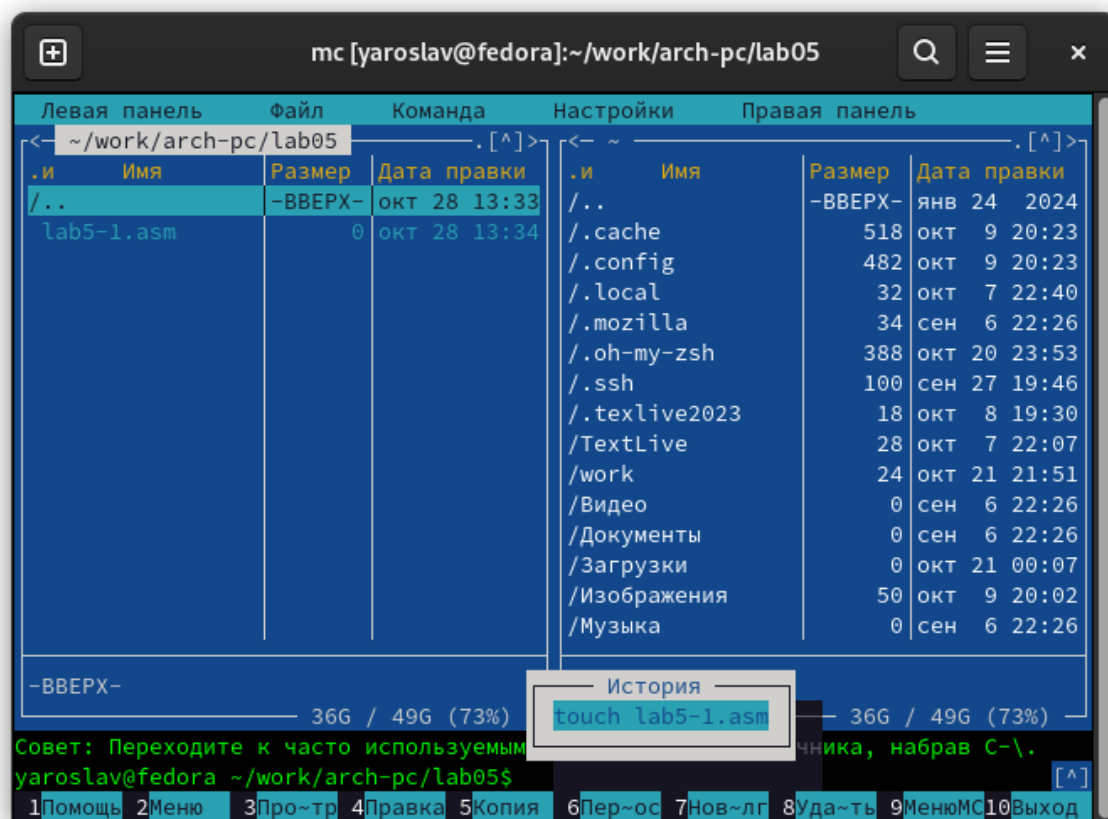 mc [yaroslav@fedora]:~/work/arch-pc/lab05
Левая панель Файл Команда Настройки Правая панель
<— ~/work/arch-pc/lab05 .[^]>
.и Имя Размер Дата правки
/.. -ВВЕРХ- окт 28 13:33
lab5-1.asm 0 окт 28 13:34
-ВВЕРХ-
36G / 49G (73%)
<— ~ .[^]>
.и Имя Размер Дата правки
/.. -ВВЕРХ- янв 24 2024
/.cache 518 окт 9 20:23
/.config 482 окт 9 20:23
/.local 32 окт 7 22:40
/.mozilla 34 сен 6 22:26
/.oh-my-zsh 388 окт 20 23:53
/.ssh 100 сен 27 19:46
/.texlive2023 18 окт 8 19:30
/TextLive 28 окт 7 22:07
/work 24 окт 21 21:51
/Видео 0 сен 6 22:26
/Документы 0 сен 6 22:26
/Загрузки 0 окт 21 00:07
/Изображения 50 окт 9 20:02
/Музыка 0 сен 6 22:26
36G / 49G (73%)
История
touch lab5-1.asm
Совет: Переходите к часто используемым чника, набрав C-\.
yaroslav@fedora ~/work/arch-pc/lab05$ [^]
1Помощь 2Меню 3Про~тр 4Правка 5Копия 6Пер~ос 7Нов~лг 8Уда~ть 9МенюMC 10Выход